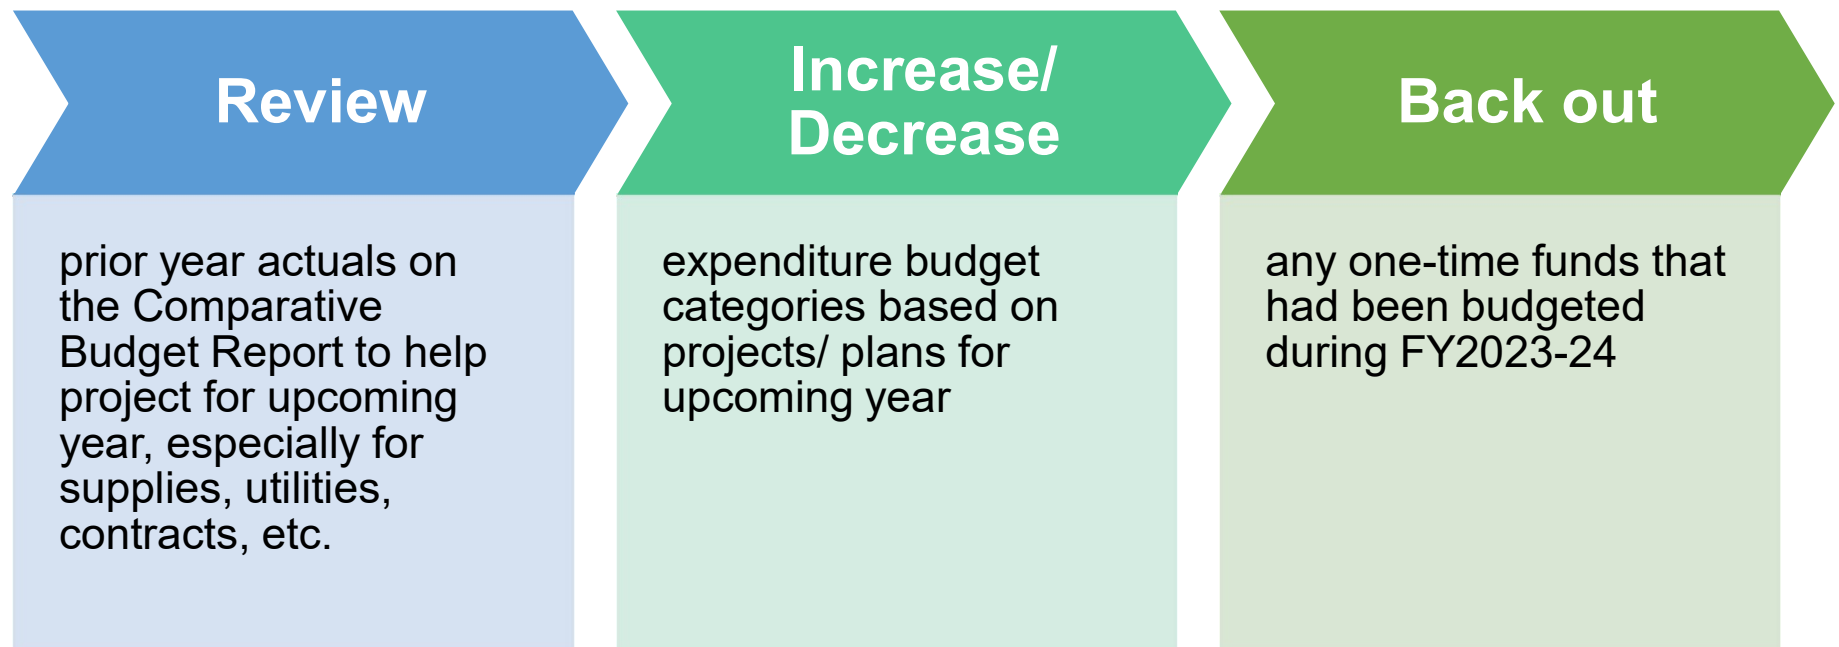 Review
prior year actuals on
the Comparative
Budget Report to help
project for upcoming
year, especially for
supplies, utilities,
contracts, etc.
Increase/
Decrease
expenditure budget
categories based on
projects/ plans for
upcoming year
Back out
any one-time funds that
had been budgeted
during FY2023-24